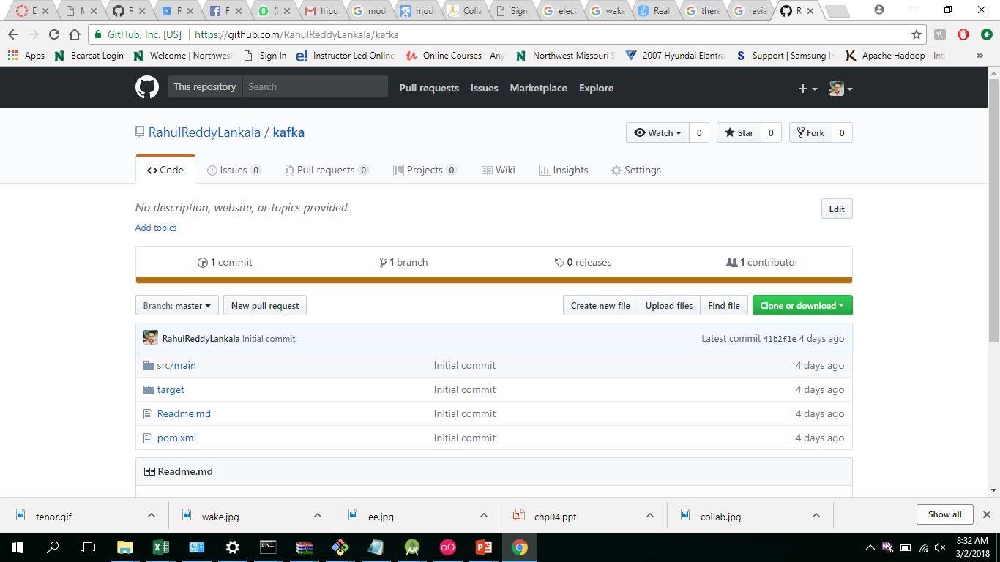 D M R R F (8 Inbo mod mod Colla Sign elect wake Real there revie R
GitHub, Inc. [US] https://github.com/RahulReddyLankala/kafka
Apps Bearcat Login Welcome | Northwest Sign In Instructor Led Online Online Courses - Any Northwest Missouri S 2007 Hyundai Elantra Support | Samsung In Apache Hadoop - Int »
This repository Search Pull requests Issues Marketplace Explore
RahulReddyLankala / kafka Watch 0 Star 0 Fork 0
Code Issues 0 Pull requests 0 Projects 0 Wiki Insights Settings
No description, website, or topics provided. Edit
Add topics
1 commit 1 branch 0 releases 1 contributor
Branch: master New pull request Create new file Upload files Find file Clone or download
RahulReddyLankala Initial commit Latest commit 41b2f1e 4 days ago
src/main Initial commit 4 days ago
target Initial commit 4 days ago
Readme.md Initial commit 4 days ago
pom.xml Initial commit 4 days ago
Readme.md
tenor.gif wake.jpg ee.jpg chp04.ppt collab.jpg Show all
8:32 AM
3/2/2018